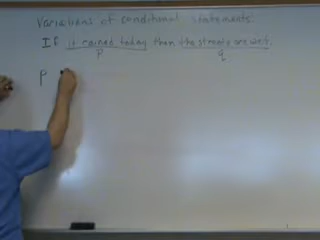 Variations of conditional statements:
If it rained today then the streets are wet.
p q
p